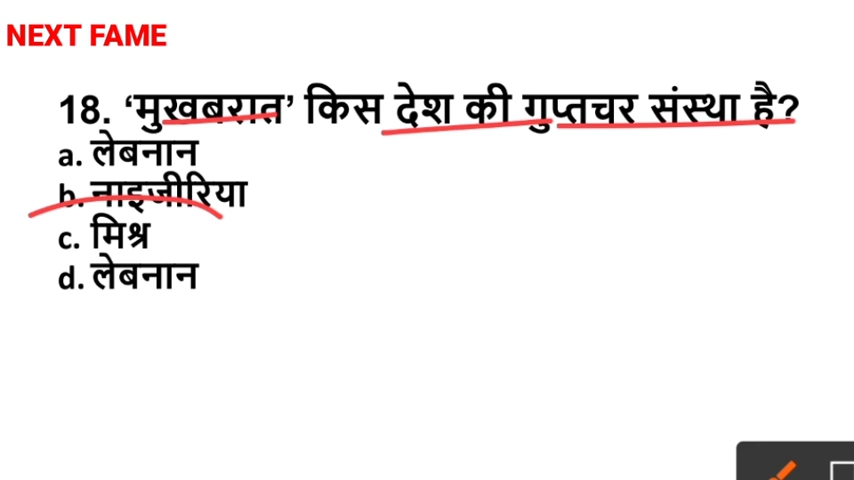 NEXT FAME
18. ‘मुखबरात’ किस देश की गुप्तचर संस्था है?
a. लेबनान
b. नाइजीरिया
c. मिश्र
d. लेबनान